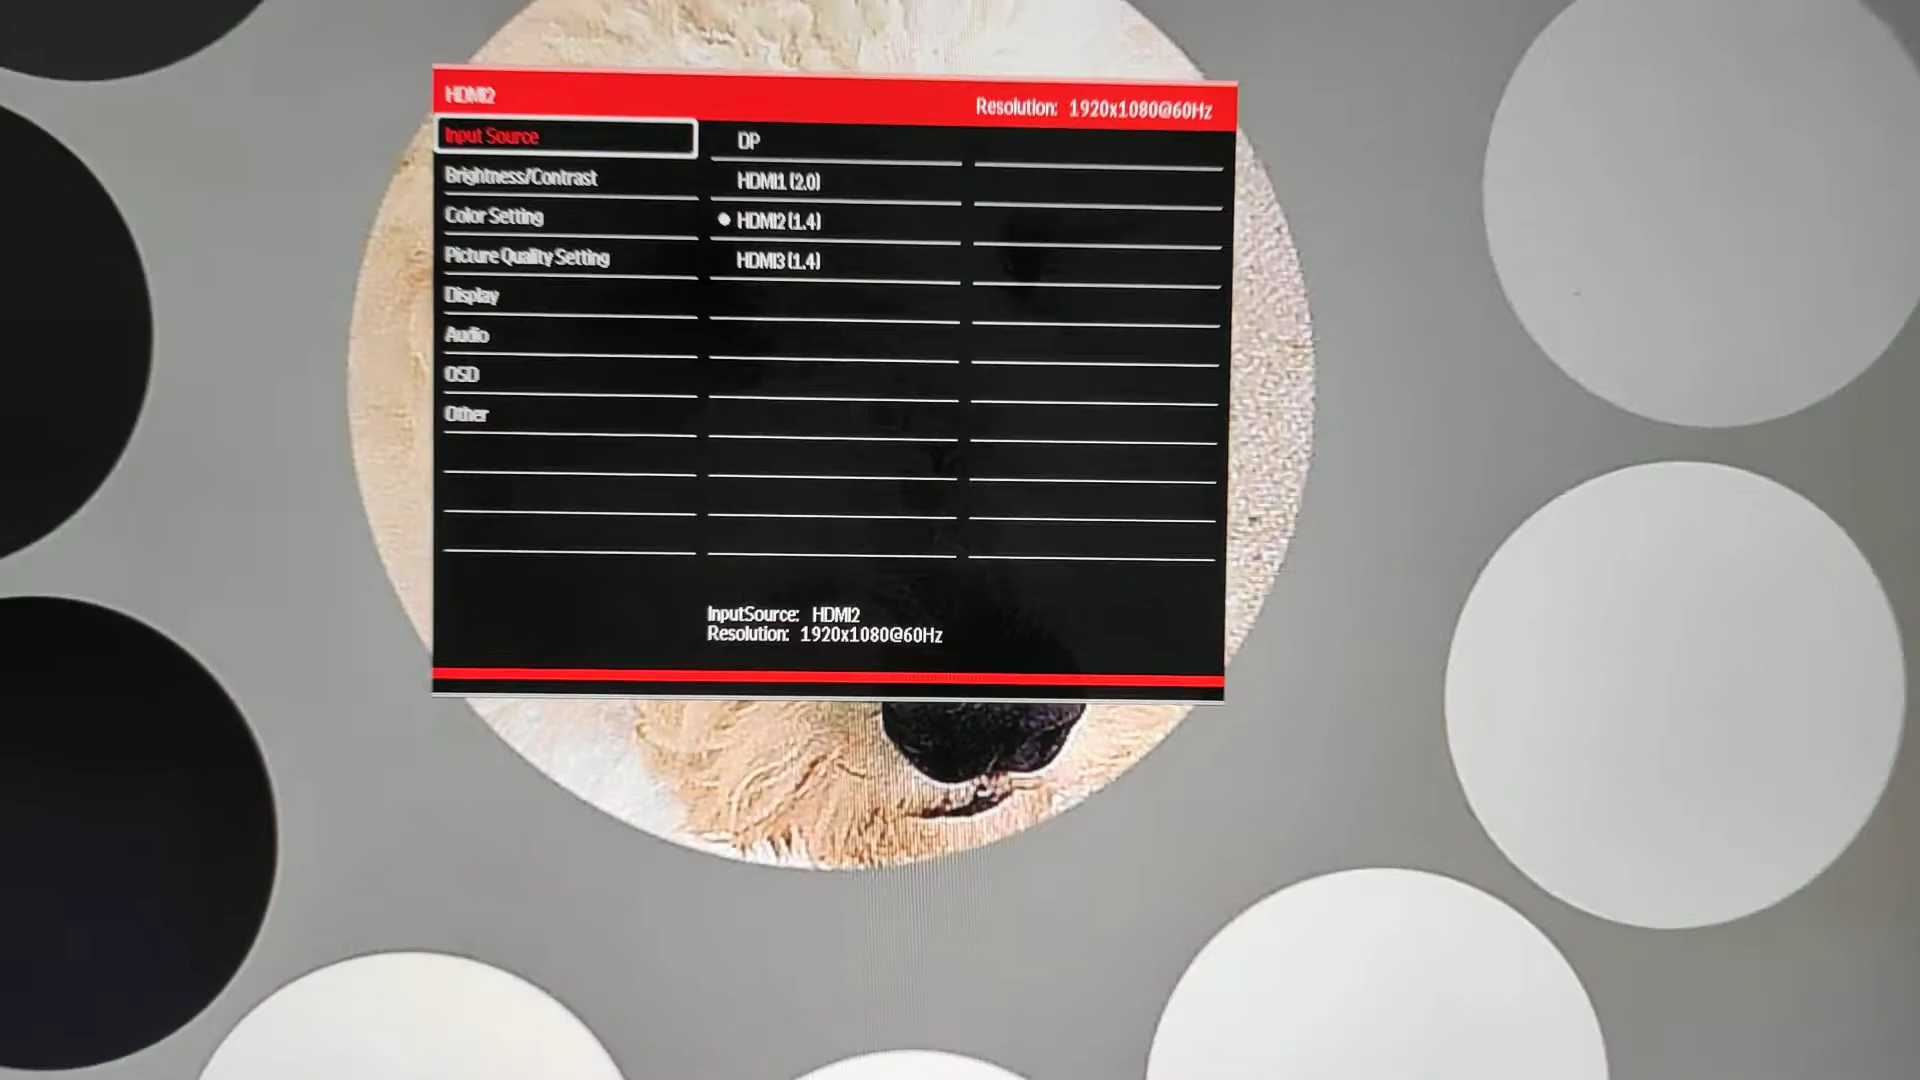 HDMI2
Resolution: 1920x1080@60Hz
Input Source
DP
Brightness/Contrast
HDMI1 (2.0)
Color Setting
HDMI2 (1.4)
Picture Quality Setting
HDMI3 (1.4)
Display
Audio
OSD
Other
InputSource: HDMI2
Resolution: 1920x1080@60Hz